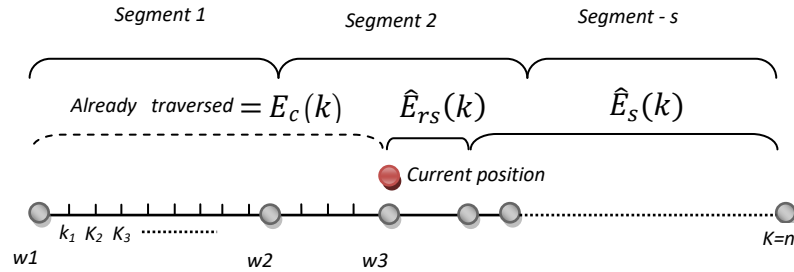 Segment 1 Segment 2 Segment - s
Already traversed = E_c(k) Ê_rs(k) Ê_s(k)
Current position
k_1 K_2 K_3 K=n
w1 w2 w3